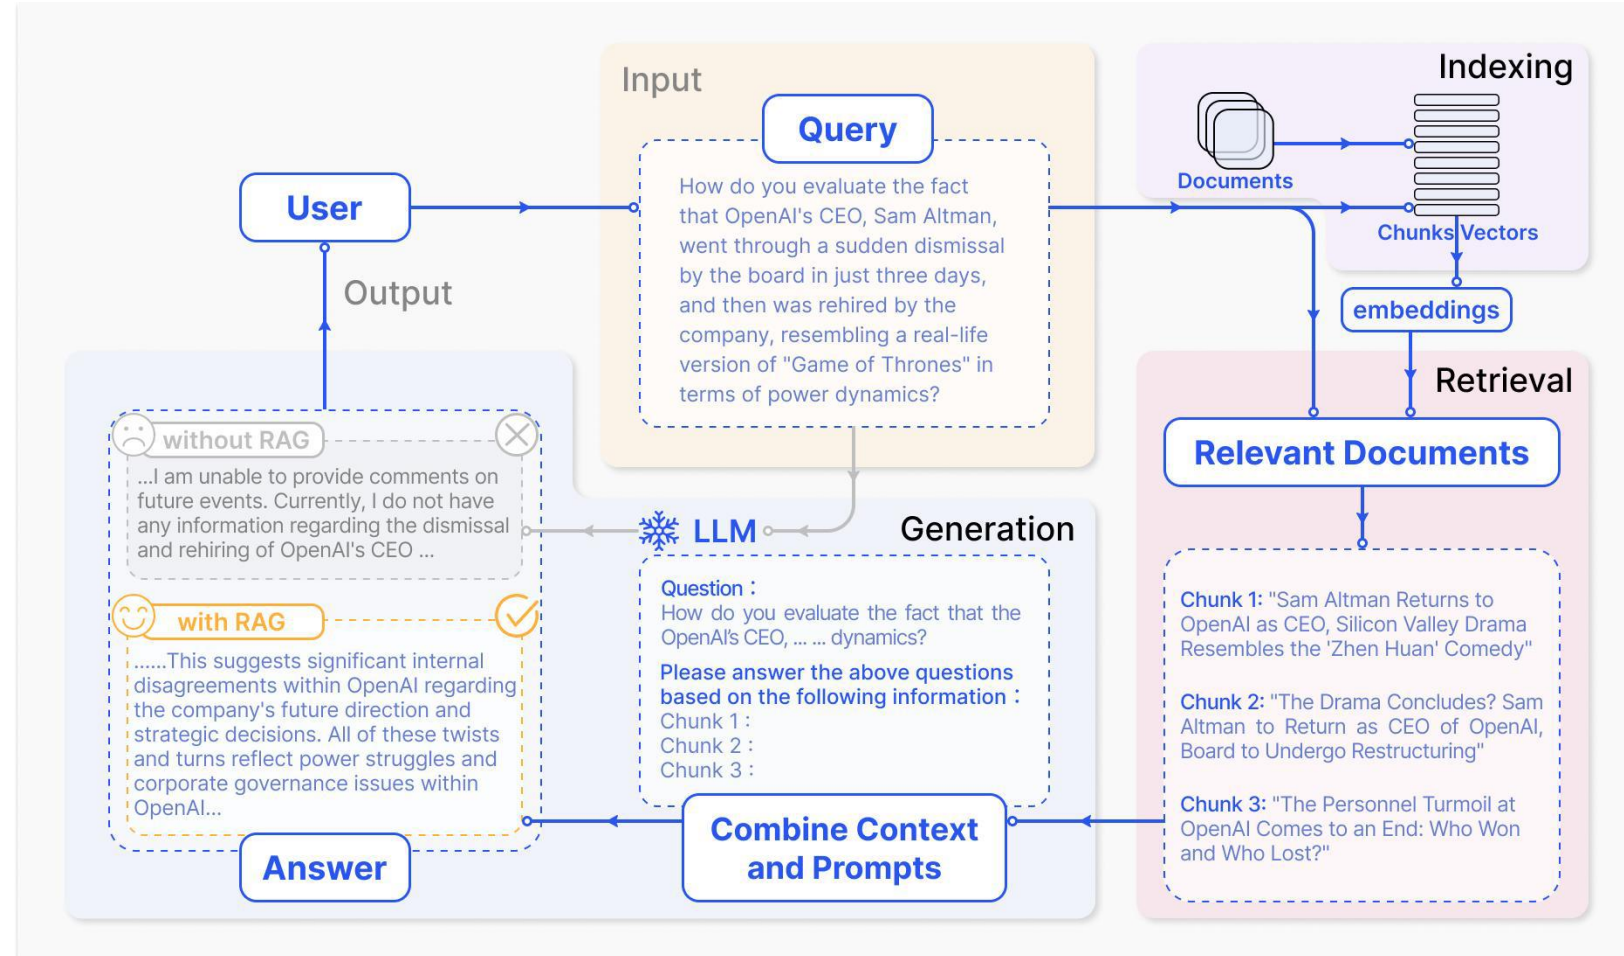 Input
Query
How do you evaluate the fact
that OpenAI's CEO, Sam Altman,
went through a sudden dismissal
by the board in just three days,
and then was rehired by the
company, resembling a real-life
version of "Game of Thrones" in
terms of power dynamics?
Indexing
Documents
Chunks Vectors
embeddings
User
Output
Retrieval
Relevant Documents
Chunk 1: "Sam Altman Returns to
OpenAI as CEO, Silicon Valley Drama
Resembles the 'Zhen Huan' Comedy"
Chunk 2: "The Drama Concludes? Sam
Altman to Return as CEO of OpenAI,
Board to Undergo Restructuring"
Chunk 3: "The Personnel Turmoil at
OpenAI Comes to an End: Who Won
and Who Lost?"
Generation
LLM
Question :
How do you evaluate the fact that the
OpenAI's CEO, ... ... dynamics?
Please answer the above questions
based on the following information :
Chunk 1 :
Chunk 2 :
Chunk 3 :
Combine Context
and Prompts
without RAG
...I am unable to provide comments on
future events. Currently, I do not have
any information regarding the dismissal
and rehiring of OpenAI's CEO ...
with RAG
......This suggests significant internal
disagreements within OpenAI regarding
the company's future direction and
strategic decisions. All of these twists
and turns reflect power struggles and
corporate governance issues within
OpenAI...
Answer